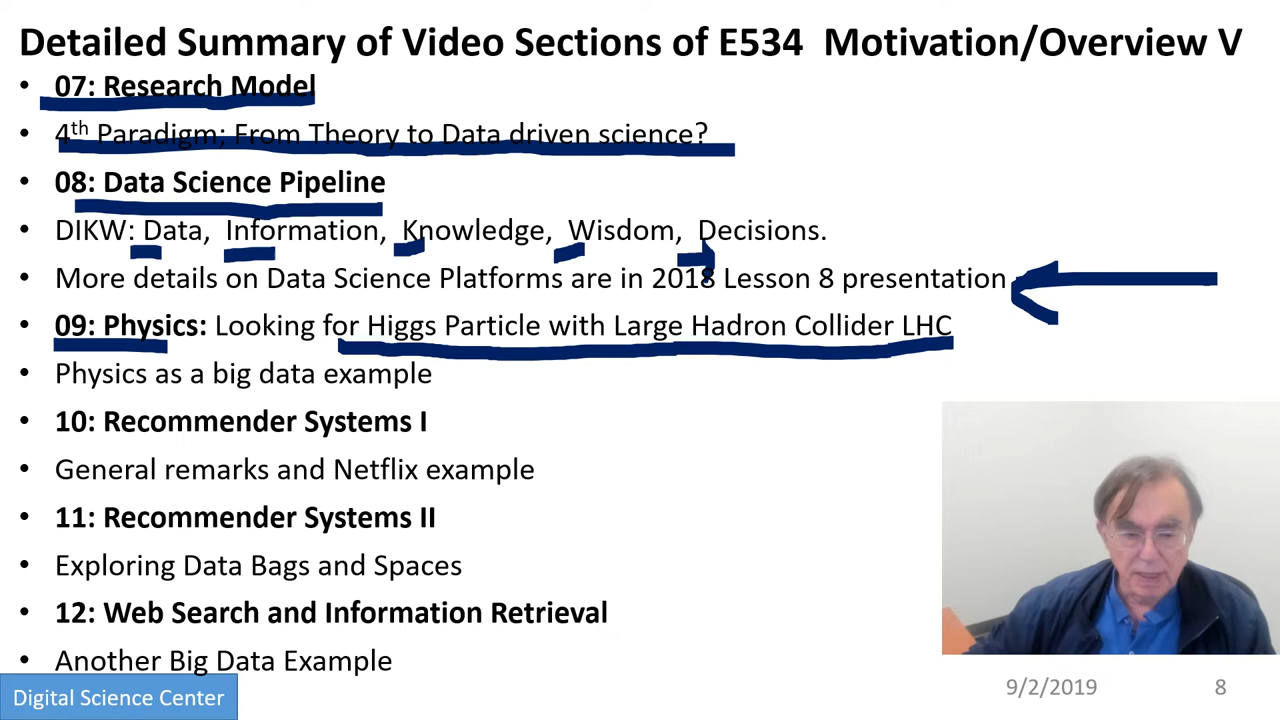 Detailed Summary of Video Sections of E534 Motivation/Overview V
• 07: Research Model
• 4th Paradigm; From Theory to Data driven science?
• 08: Data Science Pipeline
• DIKW: Data, Information, Knowledge, Wisdom, Decisions.
• More details on Data Science Platforms are in 2018 Lesson 8 presentation
• 09: Physics: Looking for Higgs Particle with Large Hadron Collider LHC
• Physics as a big data example
• 10: Recommender Systems I
• General remarks and Netflix example
• 11: Recommender Systems II
• Exploring Data Bags and Spaces
• 12: Web Search and Information Retrieval
• Another Big Data Example
Digital Science Center
9/2/2019
8